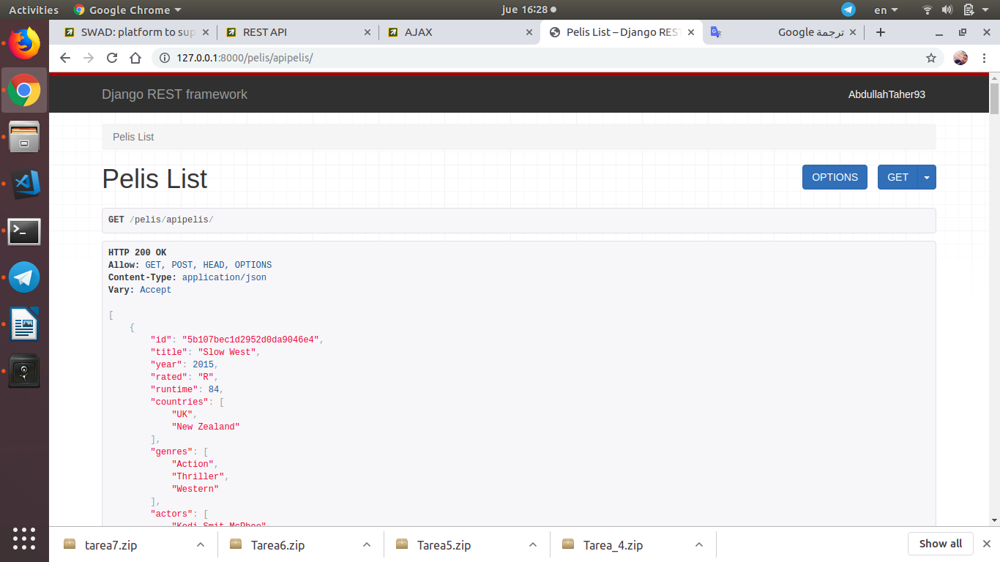 Activities
Google Chrome
jue 16:28
en
SWAD: platform to sup
REST API
AJAX
Pelis List – Django REST
ترجمة Google
127.0.0.1:8000/pelis/apipelis/
Django REST framework
AbdullahTaher93
Pelis List
Pelis List
OPTIONS
GET
GET /pelis/apipelis/
HTTP 200 OK
Allow: GET, POST, HEAD, OPTIONS
Content-Type: application/json
Vary: Accept
[
{
"id": "5b107bec1d2952d0da9046e4",
"title": "Slow West",
"year": 2015,
"rated": "R",
"runtime": 84,
"countries": [
"UK",
"New Zealand"
],
"genres": [
"Action",
"Thriller",
"Western"
],
"actors": [
"Kodi Smit-McPhee",
tarea7.zip
Tarea6.zip
Tarea5.zip
Tarea_4.zip
Show all